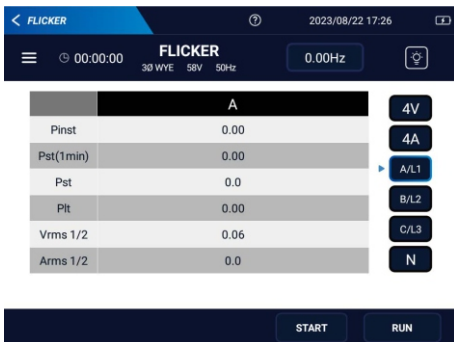 < FLICKER ? 2023/08/22 17:26
00:00:00 FLICKER 0.00Hz
3Ø WYE 58V 50Hz
A
Pinst 0.00
Pst(1min) 0.00
Pst 0.0
Plt 0.00
Vrms 1/2 0.06
Arms 1/2 0.0
4V
4A
A/L1
B/L2
C/L3
N
START RUN